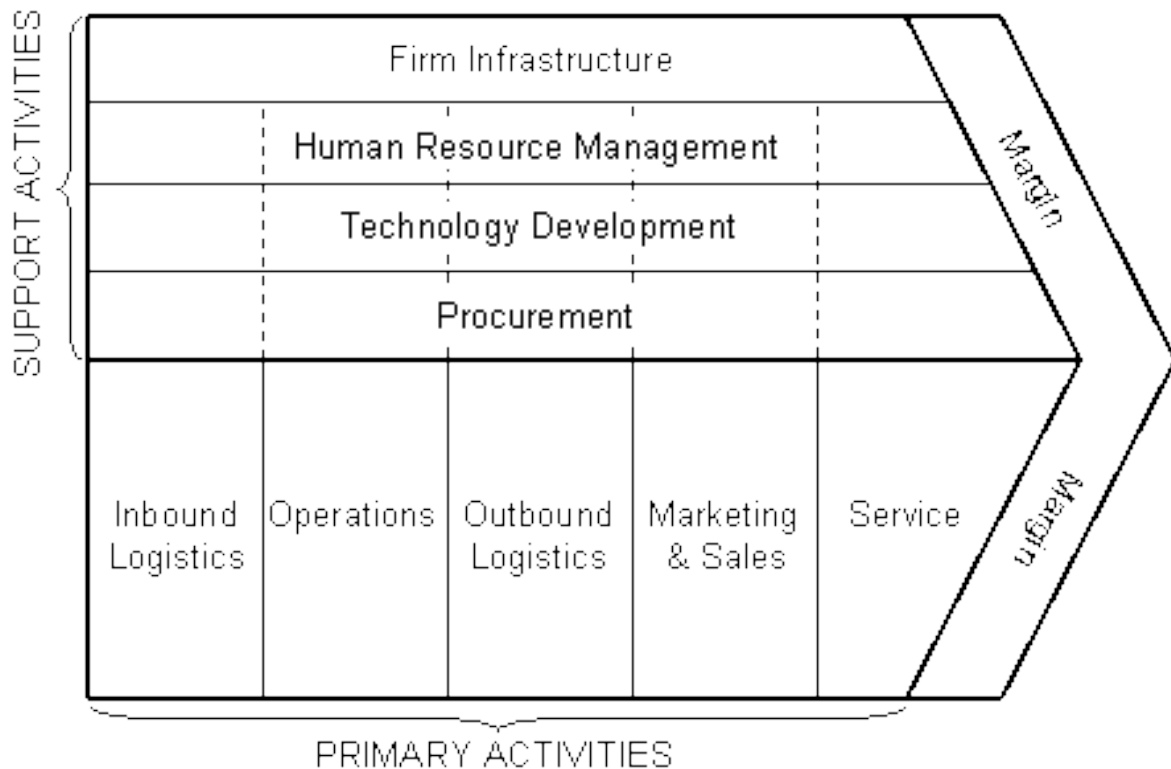 SUPPORT ACTIVITIES
Firm Infrastructure
Human Resource Management
Technology Development
Procurement
Margin
Inbound
Logistics
Operations
Outbound
Logistics
Marketing
& Sales
Service
Margin
PRIMARY ACTIVITIES